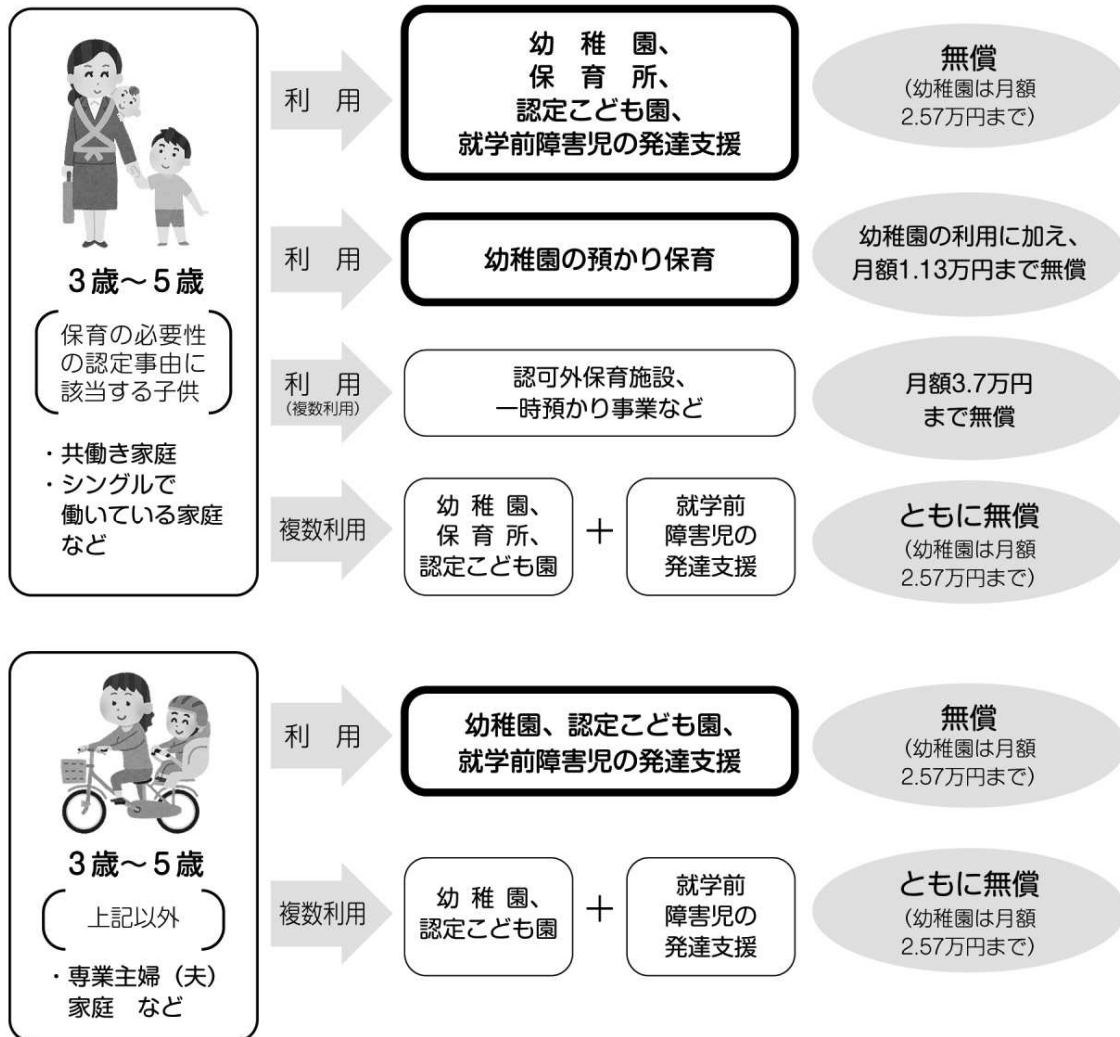 3歳〜5歳
保育の必要性
の認定事由に
該当する子供
・共働き家庭
・シングルで
働いている家庭
など
利 用
幼 稚 園、
保 育 所、
認定こども園、
就学前障害児の発達支援
無償
(幼稚園は月額
2.57万円まで)
利 用
幼稚園の預かり保育
幼稚園の利用に加え、
月額1.13万円まで無償
利 用
(複数利用)
認可外保育施設、
一時預かり事業など
月額3.7万円
まで無償
複数利用
幼 稚 園、
保 育 所、
認定こども園
+
就学前
障害児の
発達支援
ともに無償
(幼稚園は月額
2.57万円まで)
3歳〜5歳
上記以外
・専業主婦（夫）
家庭 など
利 用
幼稚園、認定こども園、
就学前障害児の発達支援
無償
(幼稚園は月額
2.57万円まで)
複数利用
幼 稚 園、
認定こども園
+
就学前
障害児の
発達支援
ともに無償
(幼稚園は月額
2.57万円まで)